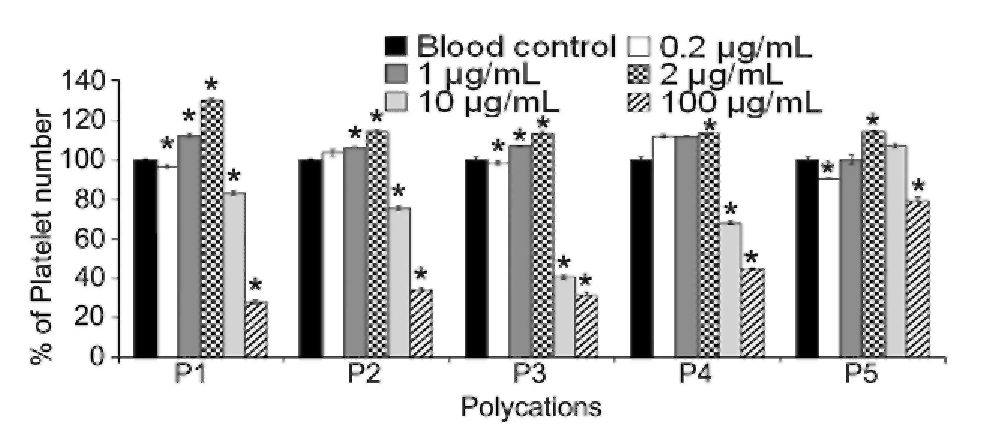 Blood control 0.2 µg/mL
1 µg/mL 2 µg/mL
10 µg/mL 100 µg/mL
% of Platelet number
140
120
100
80
60
40
20
0
* * * * * * * * * * * * * * * * * * * *
P1 P2 P3 P4 P5
Polycations